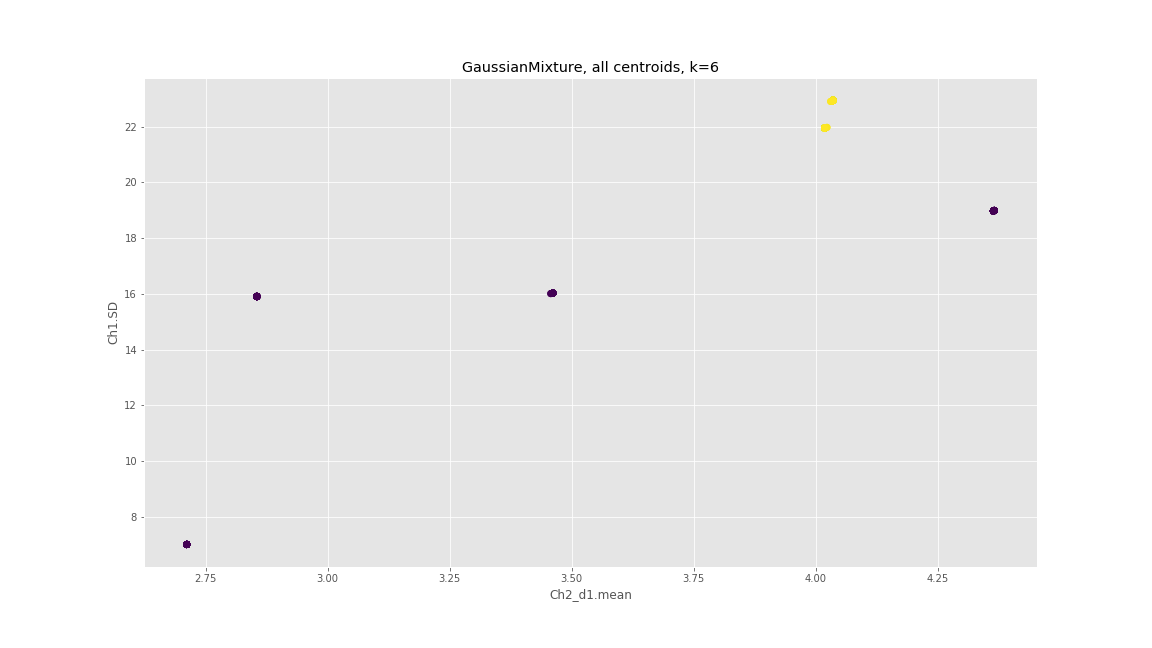 GaussianMixture, all centroids, k=6
22
20
18
16
14
12
10
8
Ch1.SD
2.75 3.00 3.25 3.50 3.75 4.00 4.25
Ch2_d1.mean